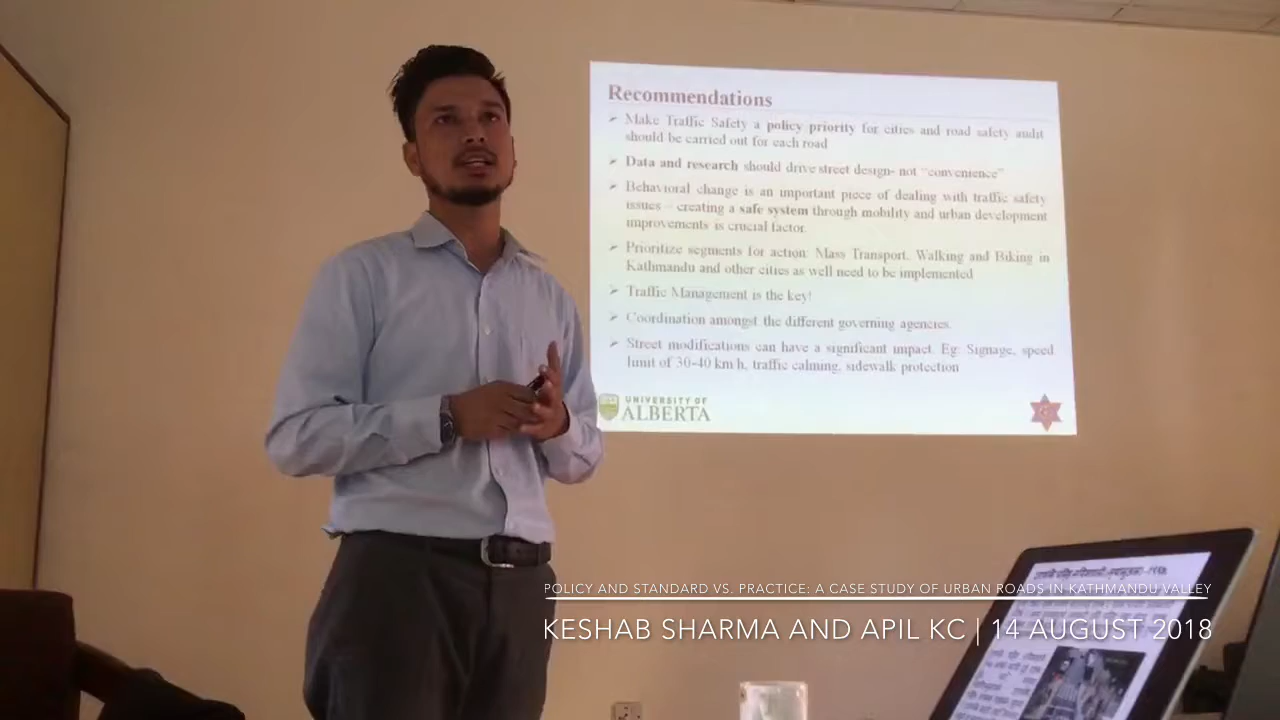 Recommendations
➢ Make Traffic Safety a policy priority for cities and road safety audit
should be carried out for each road
➢ Data and research should drive street design- not “convenience”
➢ Behavioral change is an important piece of dealing with traffic safety
issues – creating a safe system through mobility and urban development
improvements is crucial factor.
➢ Prioritize segments for action: Mass Transport, Walking and Biking in
Kathmandu and other cities as well need to be implemented
➢ Traffic Management is the key!
➢ Coordination amongst the different governing agencies.
➢ Street modifications can have a significant impact. Eg: Signage, speed
limit of 30-40 km/h, traffic calming, sidewalk protection
UNIVERSITY OF
ALBERTA
POLICY AND STANDARD VS. PRACTICE: A CASE STUDY OF URBAN ROADS IN KATHMANDU VALLEY
KESHAB SHARMA AND APIL KC | 14 AUGUST 2018